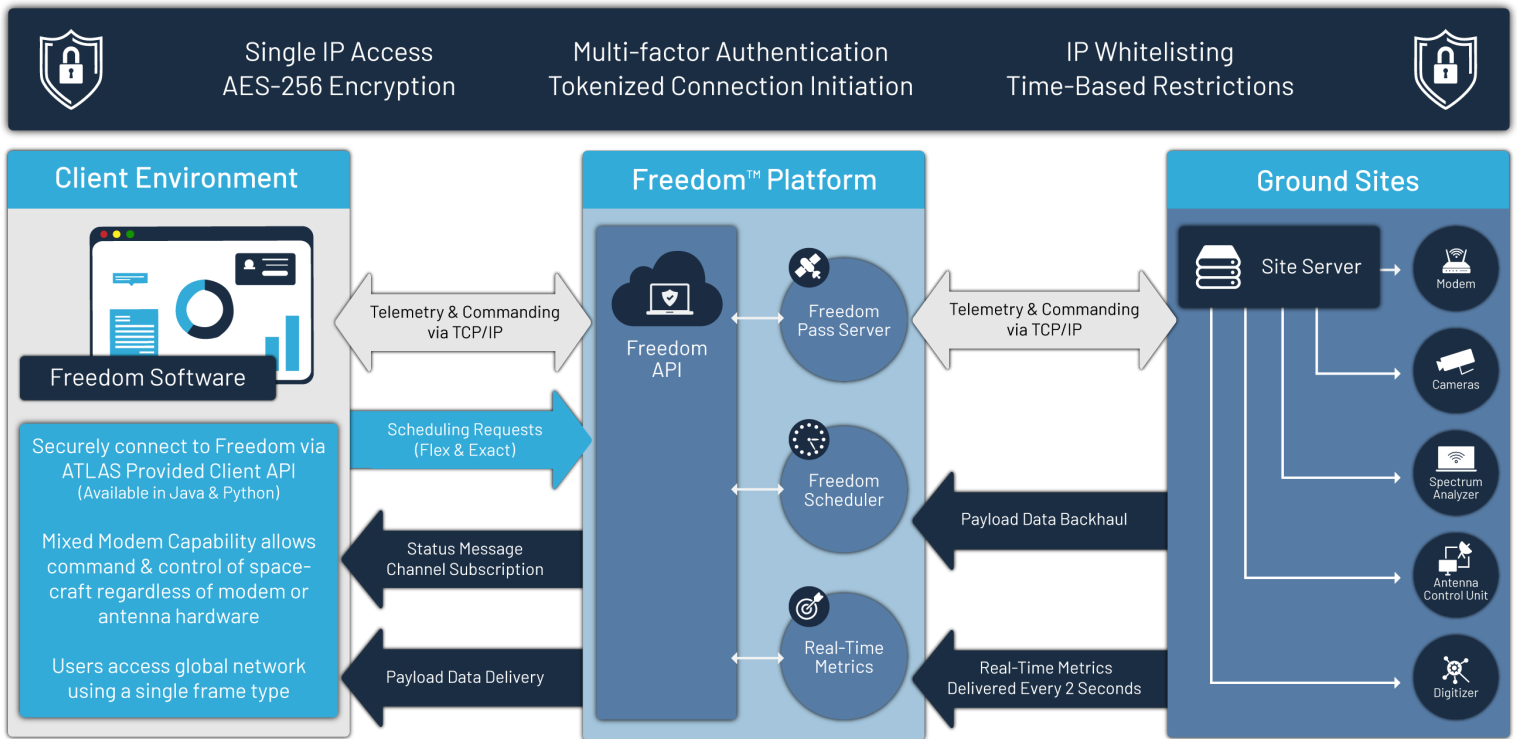 Single IP Access
AES-256 Encryption
Multi-factor Authentication
Tokenized Connection Initiation
IP Whitelisting
Time-Based Restrictions
Client Environment
Freedom Software
Securely connect to Freedom via
ATLAS Provided Client API
(Available in Java & Python)
Mixed Modem Capability allows
command & control of space-
craft regardless of modem or
antenna hardware
Users access global network
using a single frame type
Telemetry & Commanding
via TCP/IP
Scheduling Requests
(Flex & Exact)
Status Message
Channel Subscription
Payload Data Delivery
Freedom™ Platform
Freedom
API
Freedom
Pass Server
Freedom
Scheduler
Real-Time
Metrics
Telemetry & Commanding
via TCP/IP
Payload Data Backhaul
Real-Time Metrics
Delivered Every 2 Seconds
Ground Sites
Site Server
Modem
Cameras
Spectrum
Analyzer
Antenna
Control Unit
Digitizer